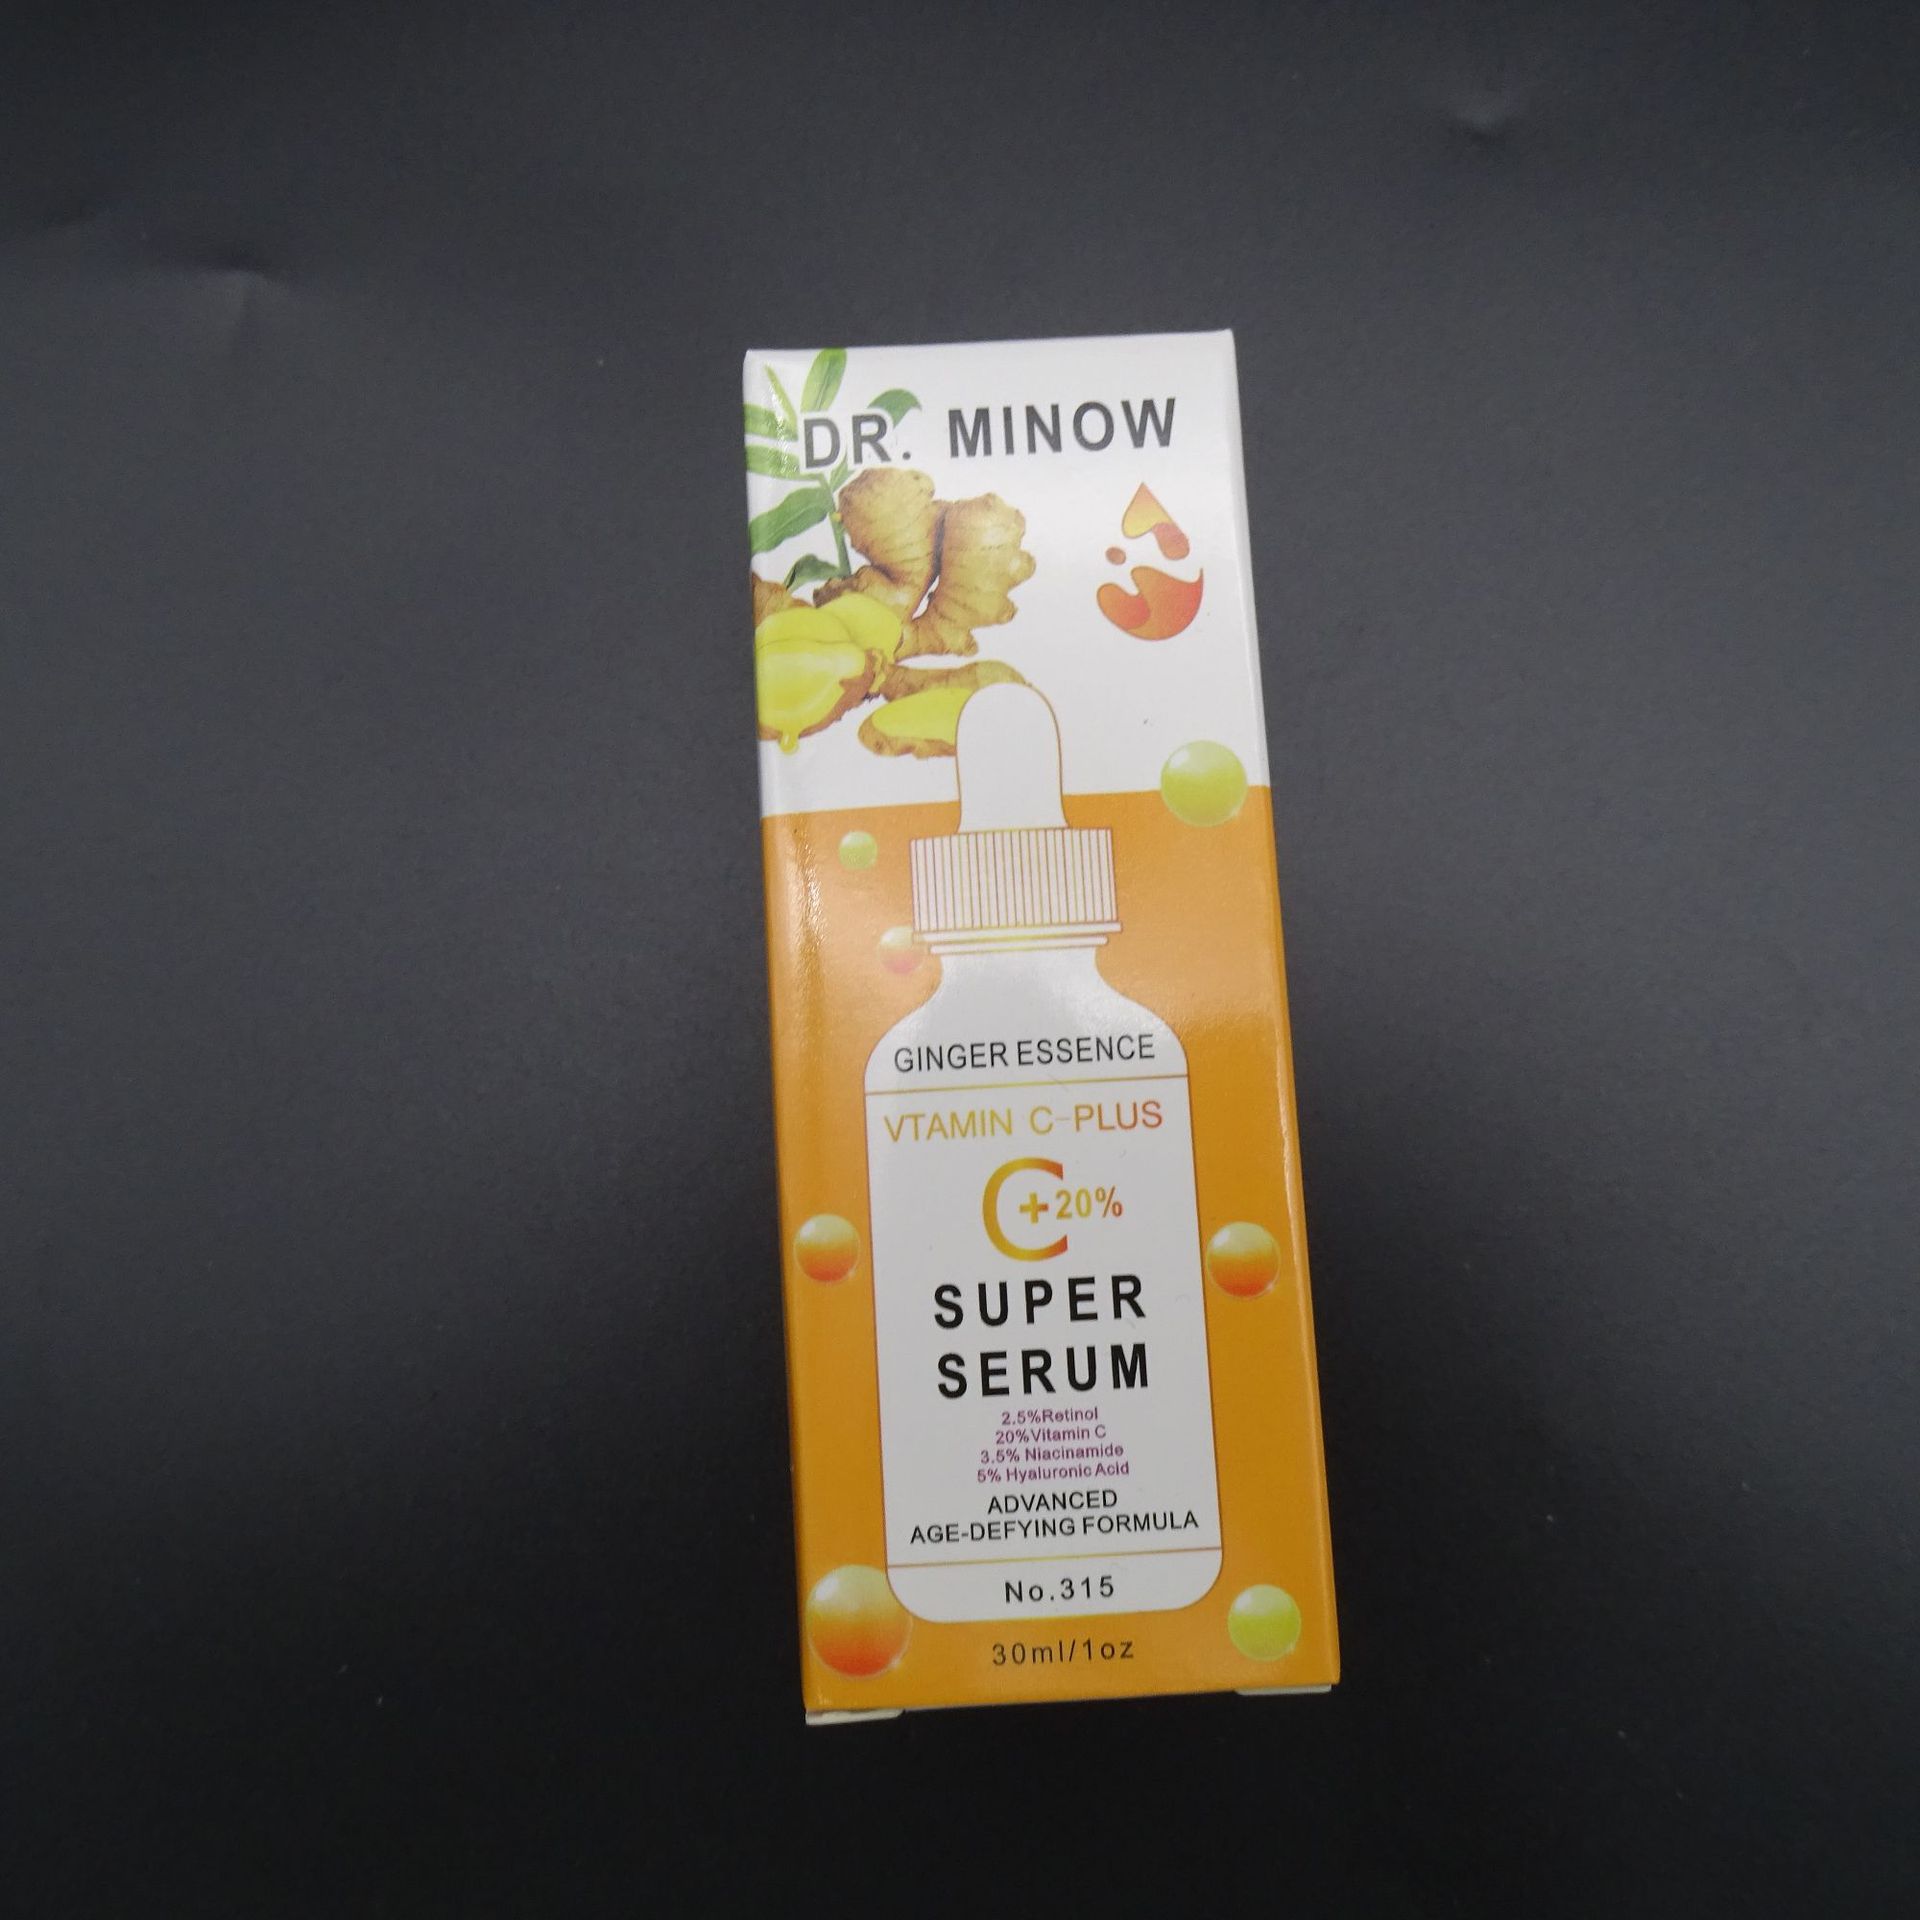 DR. MINOW
GINGER ESSENCE
VTAMIN C-PLUS
C+20%
SUPER
SERUM
2.5%Retinol
20%Vitamin C
3.5% Niacinamide
5% Hyaluronic Acid
ADVANCED
AGE-DEFYING FORMULA
No.315
30ml/1oz